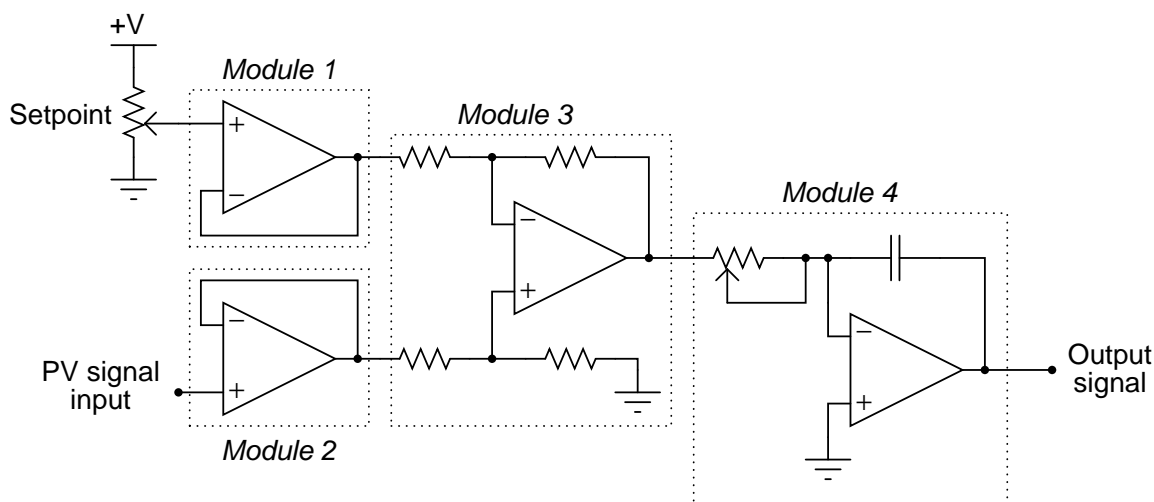 +V
Module 1
Setpoint
+
−
Module 3
−
+
Module 4
−
+
PV signal
input
Module 2
−
+
Output
signal